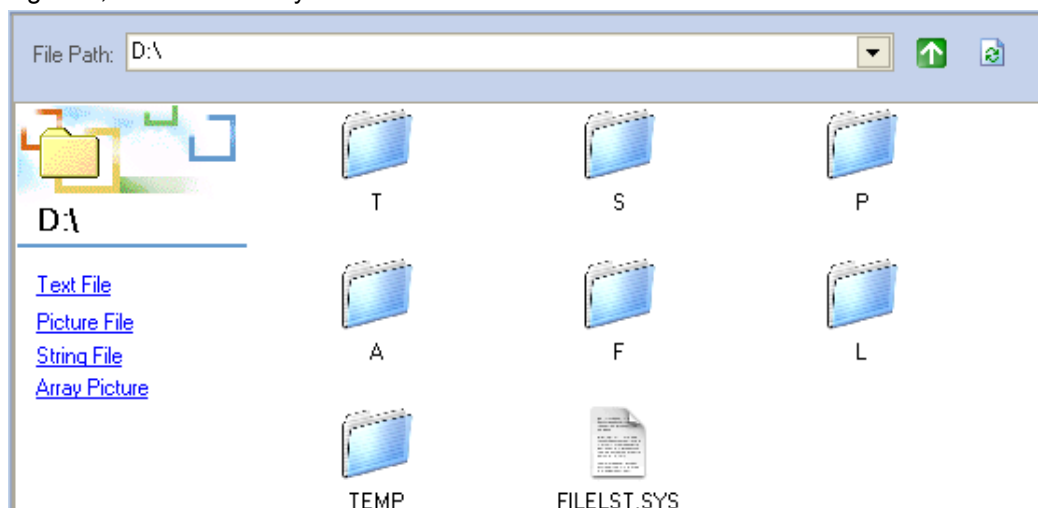 File Path: D:\
D:\
Text File
Picture File
String File
Array Picture
T S P
A F L
TEMP FILELST.SYS